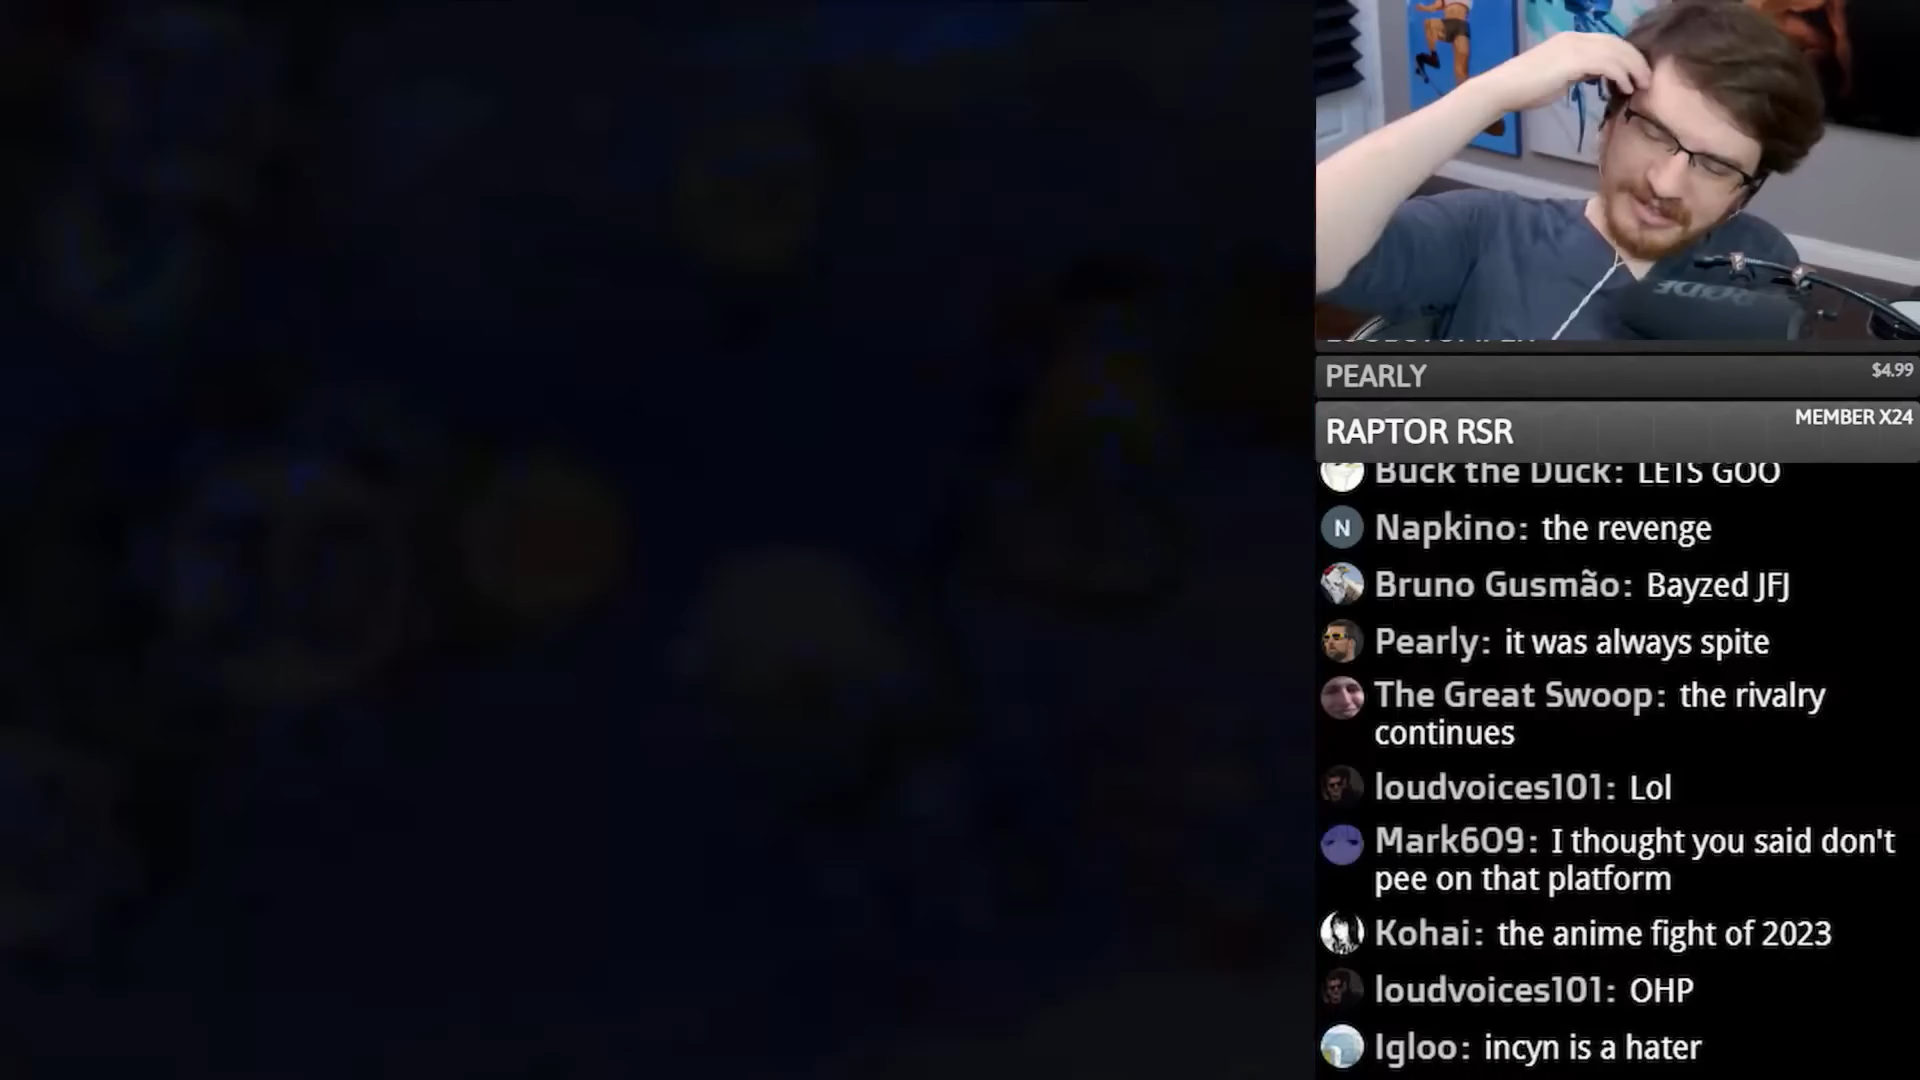 RODE
PEARLY $4.99
RAPTOR RSR MEMBER X24
Buck the Duck: LETS GOO
N Napkino: the revenge
Bruno Gusmão: Bayzed JFJ
Pearly: it was always spite
The Great Swoop: the rivalry
continues
loudvoices101: Lol
Mark609: I thought you said don't
pee on that platform
Kohai: the anime fight of 2023
loudvoices101: OHP
Igloo: incyn is a hater